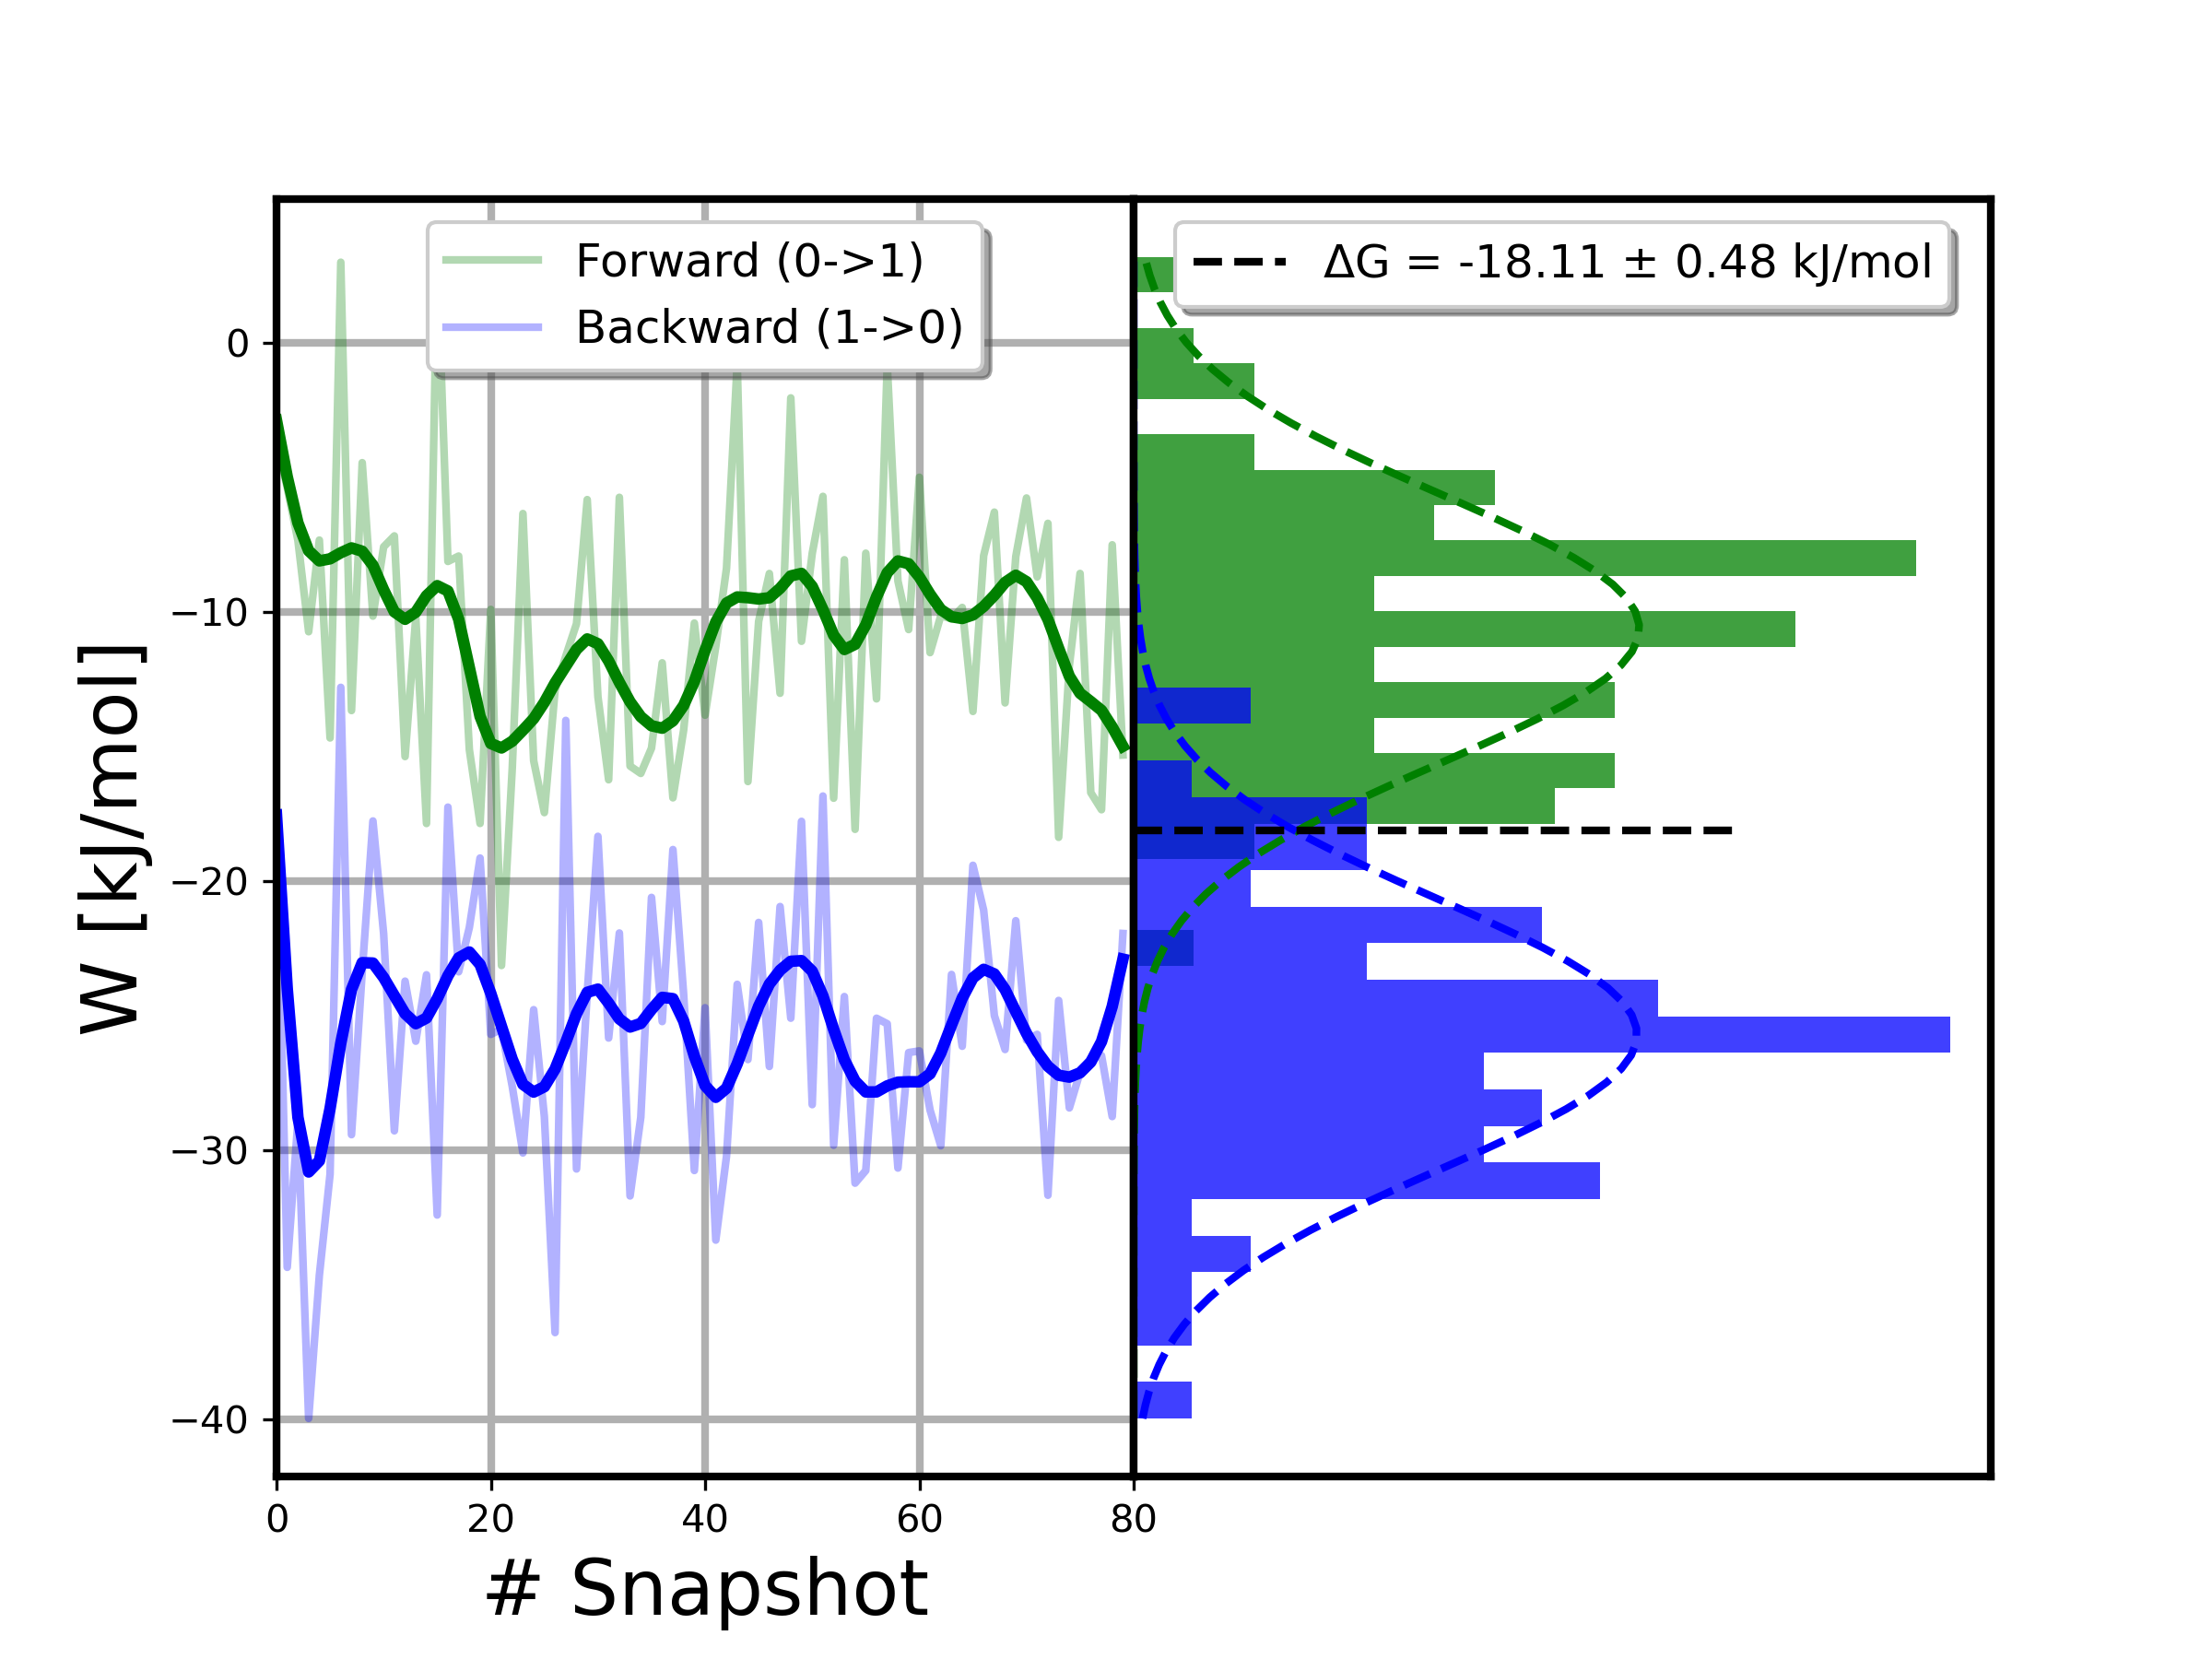 Forward (0->1)
Backward (1->0)
ΔG = -18.11 ± 0.48 kJ/mol
W [kJ/mol]
0
−10
−20
−30
−40
0 20 40 60 80
# Snapshot